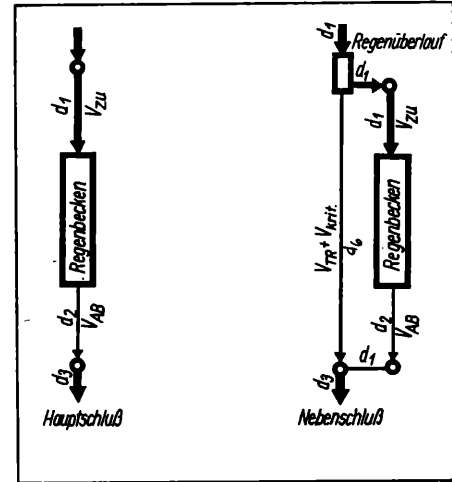 d1
VZU
Regenbecken
d2
VAB
d3
Hauptschluß
d1
Regenüberlauf
d1
d1
VZU
VTR + Vkrit.
d6
Regenbecken
d2
VAB
d1
d3
Nebenschluß